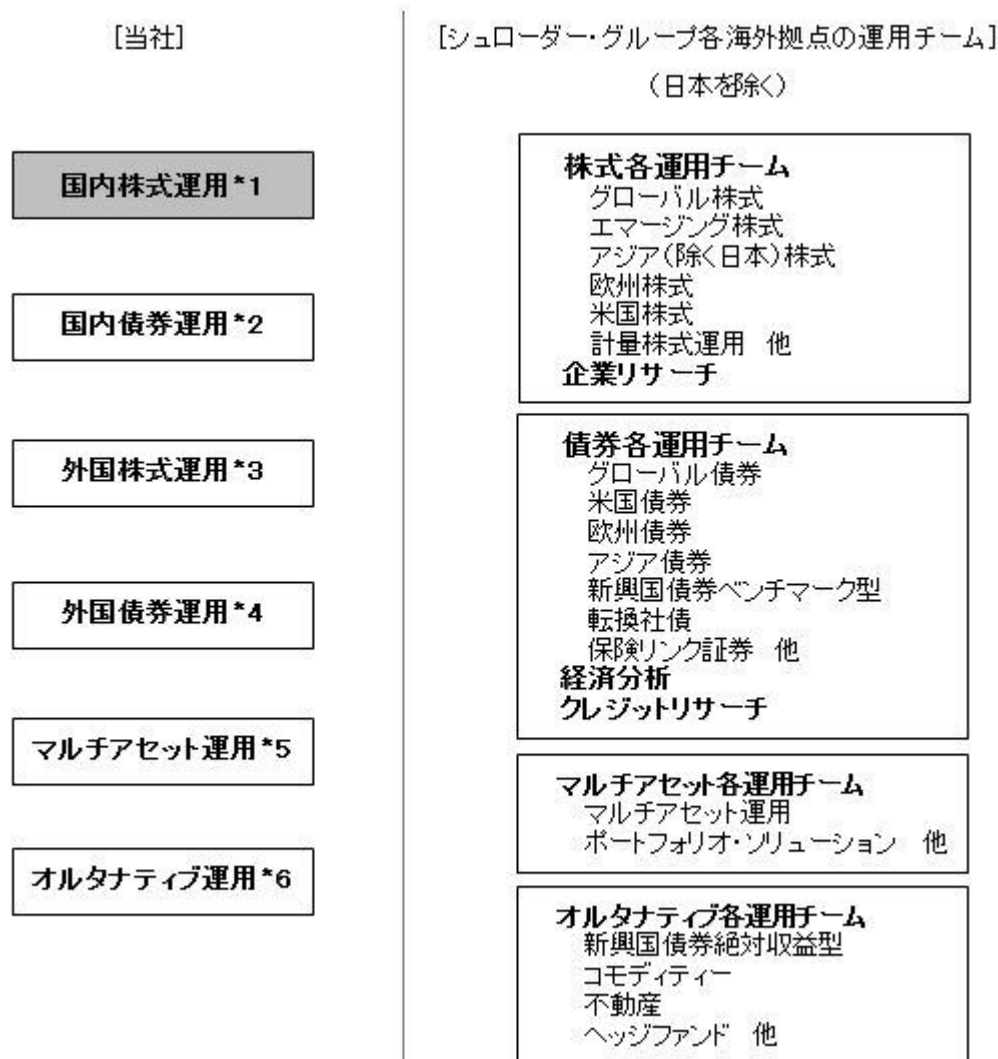 [当社]
国内株式運用*1
国内債券運用*2
外国株式運用*3
外国債券運用*4
マルチアセット運用*5
オルタナティブ運用*6
[シュローダー・グループ各海外拠点の運用チーム]
(日本を除く)
株式各運用チーム
グローバル株式
エマージング株式
アジア(除く日本)株式
欧州株式
米国株式
計量株式運用 他
企業リサーチ
債券各運用チーム
グローバル債券
米国債券
欧州債券
アジア債券
新興国債券ベンチマーク型
転換社債
保険リンク証券 他
経済分析
クレジットリサーチ
マルチアセット各運用チーム
マルチアセット運用
ポートフォリオ・ソリューション 他
オルタナティブ各運用チーム
新興国債券絶対収益型
コモディティー
不動産
ヘッジファンド 他